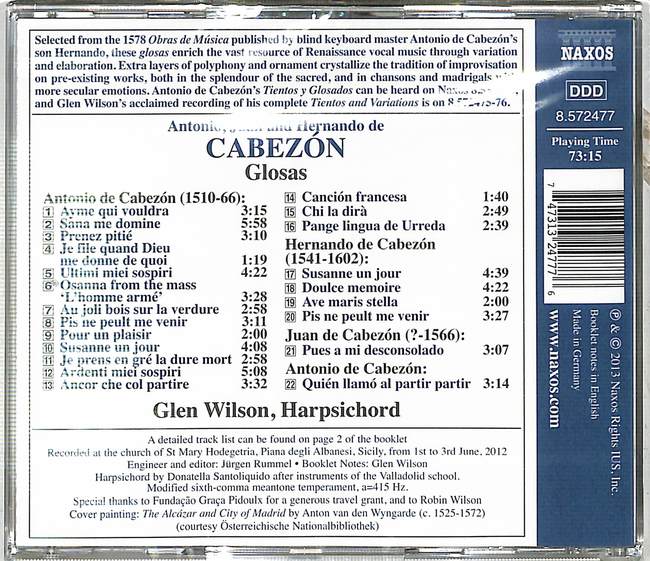 Selected from the 1578 Obras de Música published by blind keyboard master Antonio de Cabezón's
son Hernando, these glosas enrich the vast resource of Renaissance vocal music through variation
and elaboration. Extra layers of polyphony and ornament crystallize the tradition of improvisation
on pre-existing works, both in the splendour of the sacred, and in chansons and madrigals with
more secular emotions. Antonio de Cabezón's Tientos y Glosados can be heard on Naxos
and Glen Wilson's acclaimed recording of his complete Tientos and Variations is on 8.572475-76.
NAXOS
DDD
8.572477
Playing Time
73:15
Antonio, Juan and Hernando de
CABEZÓN
Glosas
Antonio de Cabezón (1510-66):
1 Ayme qui vouldra 3:15
2 Sana me domine 5:58
3 Prenez pitié 3:10
4 Je file quand Dieu
me donne de quoi 1:19
5 Ultimi miei sospiri 4:22
6 Osanna from the mass
'L'homme armé' 3:28
7 Au joli bois sur la verdure 2:58
8 Pis ne peult me venir 3:11
9 Pour un plaisir 2:00
10 Susanne un jour 4:08
11 Je prens en gré la dure mort 2:58
12 Ardenti miei sospiri 5:08
13 Ancor che col partire 3:32
14 Canción francesa 1:40
15 Chi la dirà 2:49
16 Pange lingua de Urreda 2:39
Hernando de Cabezón
(1541-1602):
17 Susanne un jour 4:39
18 Doulce memoire 4:22
19 Ave maris stella 2:00
20 Pis ne peult me venir 3:27
Juan de Cabezón (?-1566):
21 Pues a mi desconsolado 3:07
Antonio de Cabezón:
22 Quién llamó al partir partir 3:14
Glen Wilson, Harpsichord
A detailed track list can be found on page 2 of the booklet
Recorded at the church of St Mary Hodegetria, Piana degli Albanesi, Sicily, from 1st to 3rd June, 2012
Engineer and editor: Jürgen Rummel • Booklet Notes: Glen Wilson
Harpsichord by Donatella Santoliquido after instruments of the Valladolid school.
Modified sixth-comma meantone temperament, a=415 Hz.
Special thanks to Fundação Graça Pidoulx for a generous travel grant, and to Robin Wilson
Cover painting: The Alcázar and City of Madrid by Anton van den Wyngarde (c. 1525-1572)
(courtesy Österreichische Nationalbibliothek)
7 47313 24777 6
℗ & © 2013 Naxos Rights US, Inc.
Booklet notes in English
Made in Germany
www.naxos.com